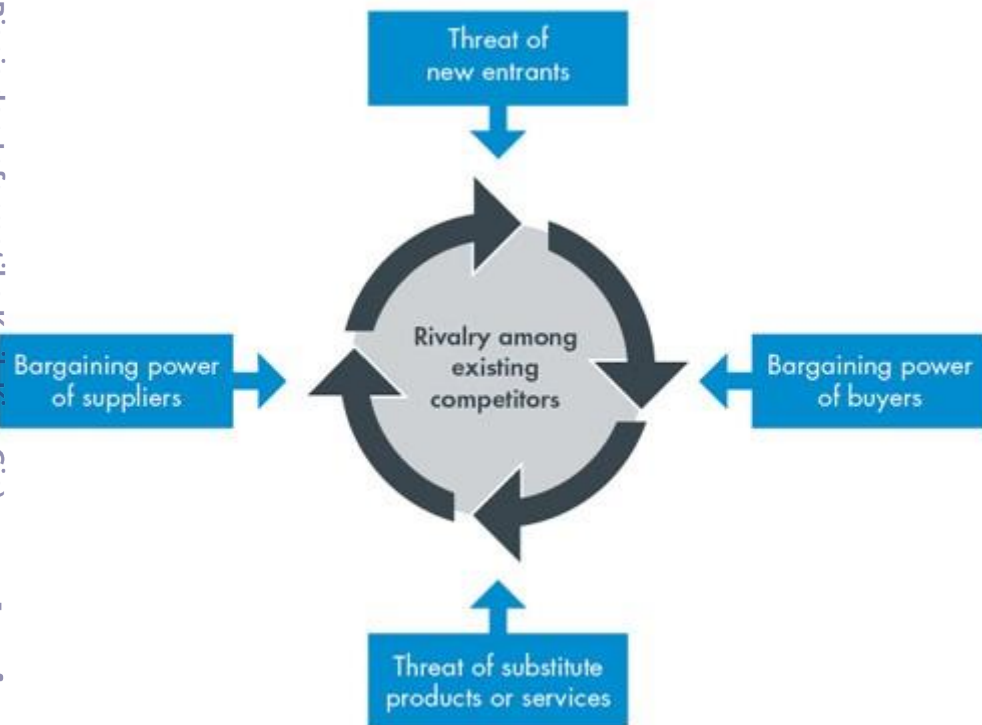 Threat of
new entrants
Rivalry among
existing
competitors
Bargaining power
of suppliers
Bargaining power
of buyers
Threat of substitute
products or services